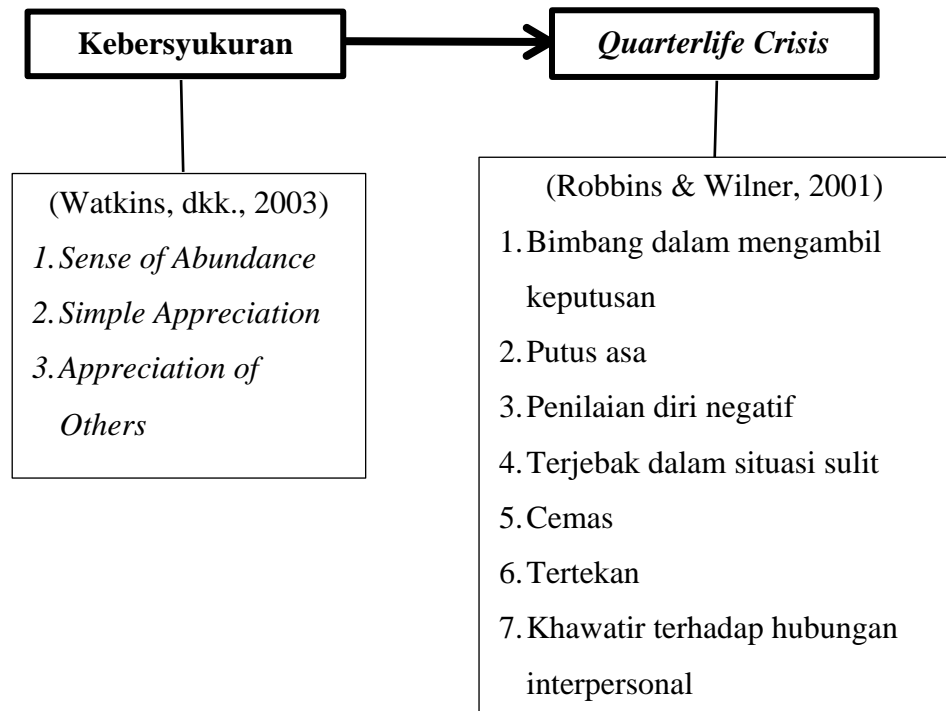 Kebersyukuran
Quarterlife Crisis
(Watkins, dkk., 2003)
1. Sense of Abundance
2. Simple Appreciation
3. Appreciation of
Others
(Robbins & Wilner, 2001)
1. Bimbang dalam mengambil
keputusan
2. Putus asa
3. Penilaian diri negatif
4. Terjebak dalam situasi sulit
5. Cemas
6. Tertekan
7. Khawatir terhadap hubungan
interpersonal